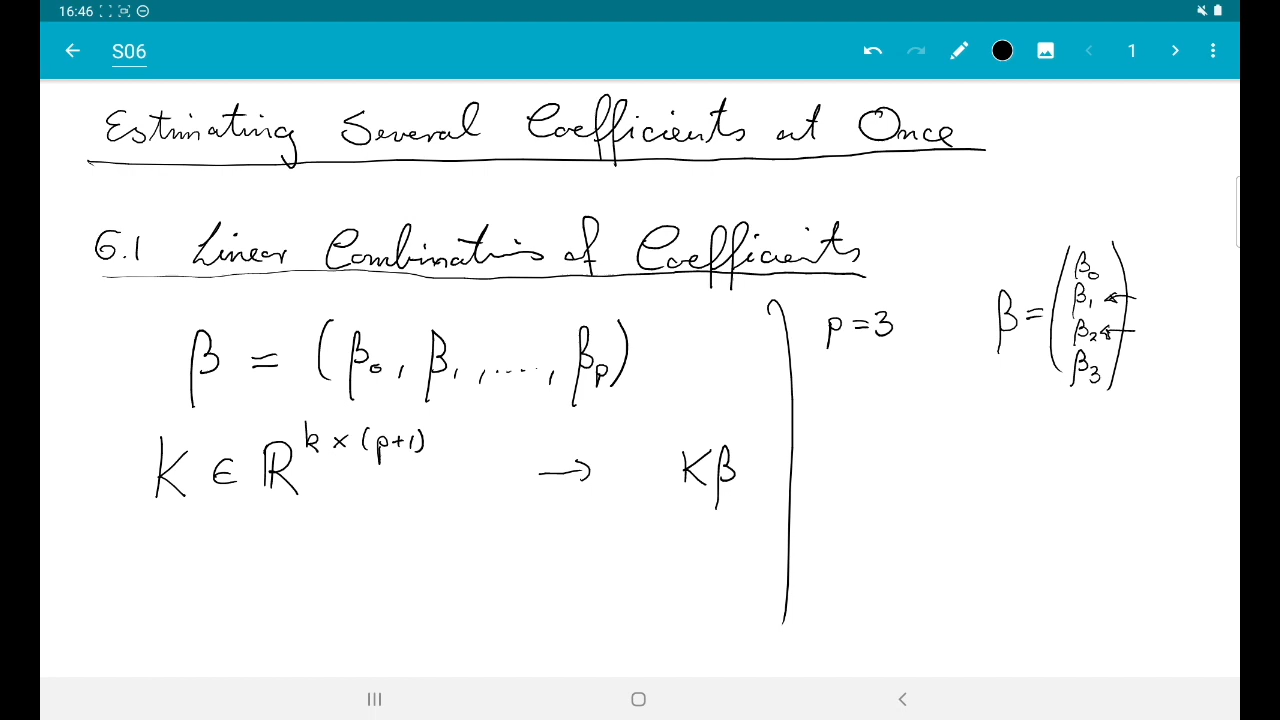 16:46
S06
1
Estimating Several Coefficients at Once
6.1 Linear Combinations of Coefficients
β = (β₀, β₁, ....., βₚ)
K ∈ ℝ^{k × (p+1)} → Kβ
p = 3
β = (β₀
β₁ ←
β₂ ←
β₃)